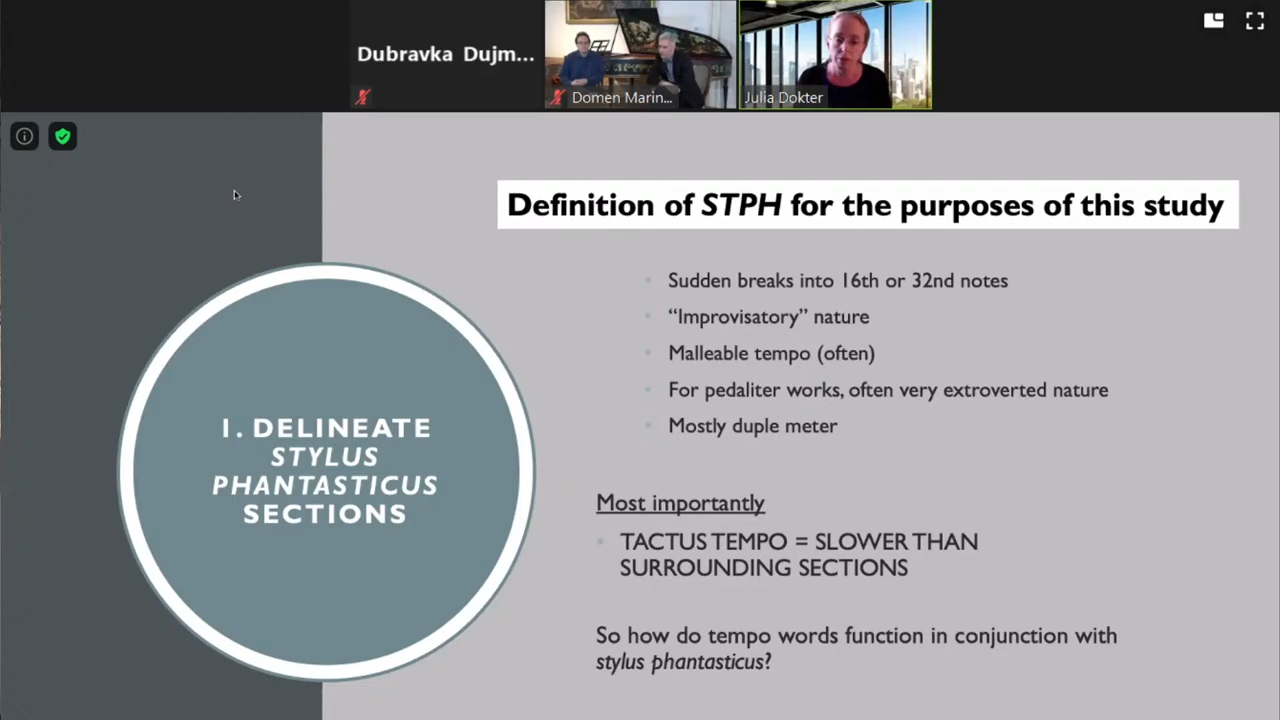 Dubravka Dujm...
Domen Marin...
Julia Dokter
Definition of STPH for the purposes of this study
Sudden breaks into 16th or 32nd notes
“Improvisatory” nature
Malleable tempo (often)
For pedaliter works, often very extroverted nature
Mostly duple meter
1. DELINEATE
STYLUS
PHANTASTICUS
SECTIONS
Most importantly
TACTUS TEMPO = SLOWER THAN
SURROUNDING SECTIONS
So how do tempo words function in conjunction with
stylus phantasticus?